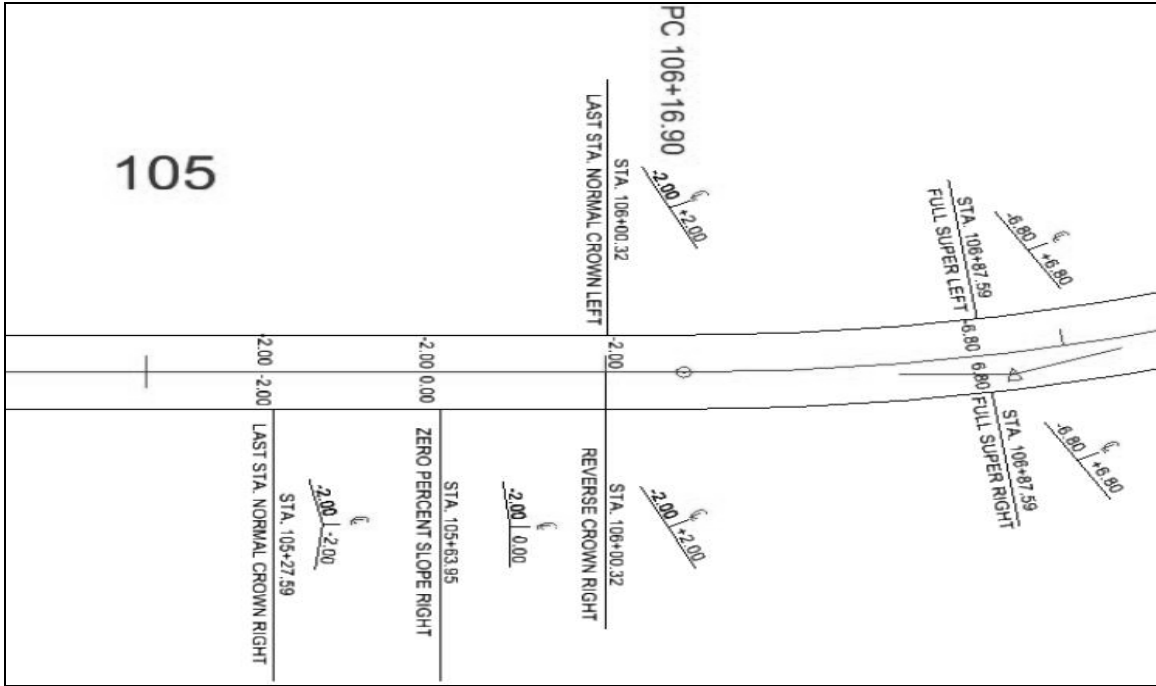 105
PC 106+16.90
LAST STA. NORMAL CROWN LEFT
STA. 106+00.32
-2.00 +2.00
℄
FULL SUPER LEFT
STA. 106+87.59
-6.80 +6.80
℄
-2.00 -2.00
-2.00 0.00
-2.00
-6.80 6.80
LAST STA. NORMAL CROWN RIGHT
STA. 105+27.59
-2.00 -2.00
℄
ZERO PERCENT SLOPE RIGHT
STA. 105+63.95
-2.00 0.00
℄
REVERSE CROWN RIGHT
STA. 106+00.32
-2.00 +2.00
℄
FULL SUPER RIGHT
STA. 106+87.59
-6.80 +6.80
℄